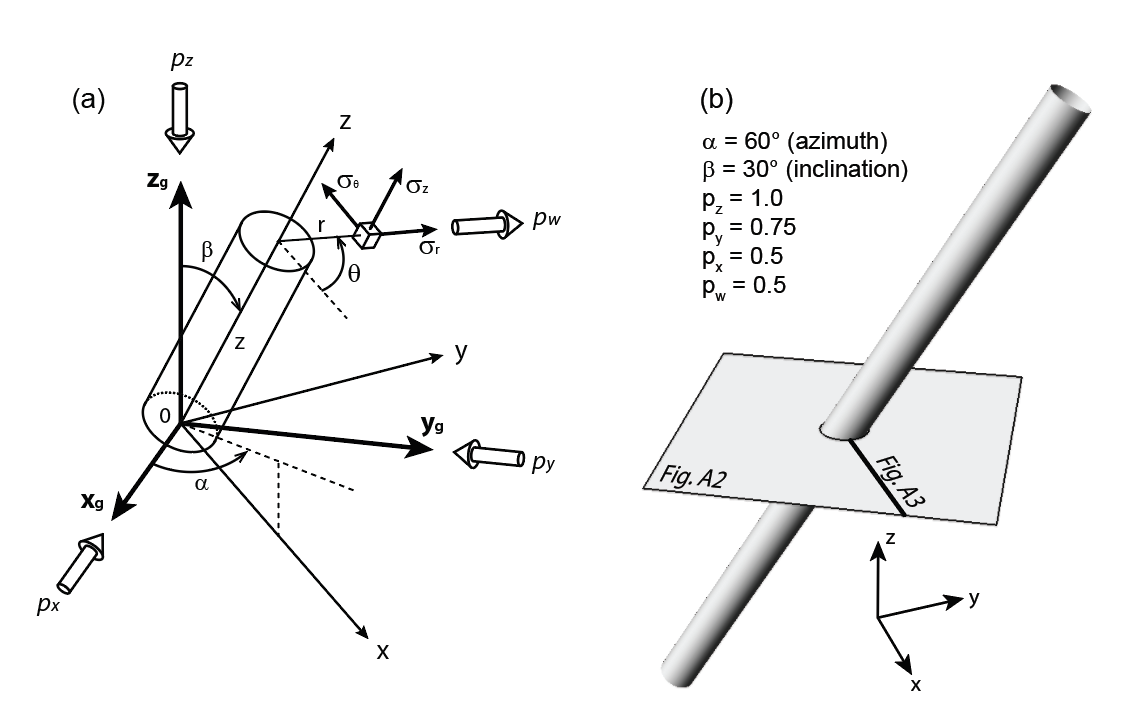 (a)
pz
zg
z
σθ
σz
r
pw
σr
β
θ
z
y
0
yg
py
α
xg
px
x
(b)
α = 60° (azimuth)
β = 30° (inclination)
pz = 1.0
py = 0.75
px = 0.5
pw = 0.5
Fig. A2
Fig. A3
z
y
x